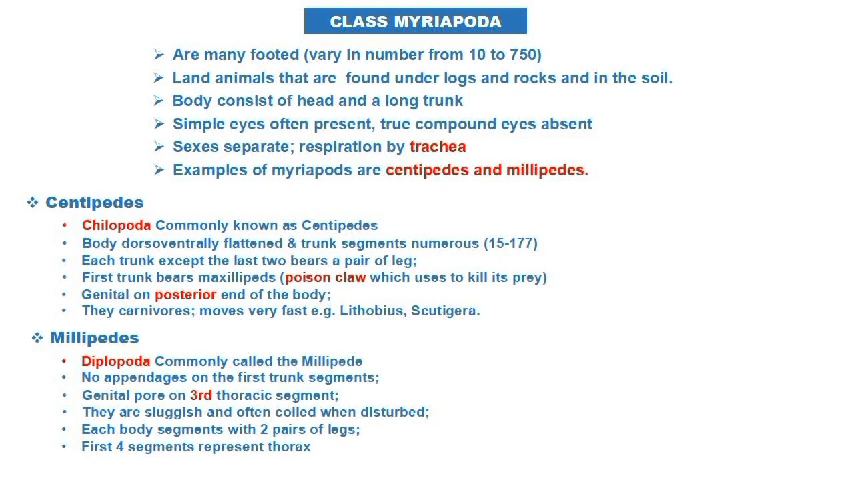 CLASS MYRIAPODA
➢ Are many footed (vary in number from 10 to 750)
➢ Land animals that are found under logs and rocks and in the soil.
➢ Body consist of head and a long trunk
➢ Simple eyes often present, true compound eyes absent
➢ Sexes separate; respiration by trachea
➢ Examples of myriapods are centipedes and millipedes.
❖ Centipedes
• Chilopoda Commonly known as Centipedes
• Body dorsoventrally flattened & trunk segments numerous (15-177)
• Each trunk except the last two bears a pair of leg;
• First trunk bears maxillipeds (poison claw which uses to kill its prey)
• Genital on posterior end of the body;
• They carnivores; moves very fast e.g. Lithobius, Scutigera.
❖ Millipedes
• Diplopoda Commonly called the Millipede
• No appendages on the first trunk segments;
• Genital pore on 3rd thoracic segment;
• They are sluggish and often coiled when disturbed;
• Each body segments with 2 pairs of legs;
• First 4 segments represent thorax